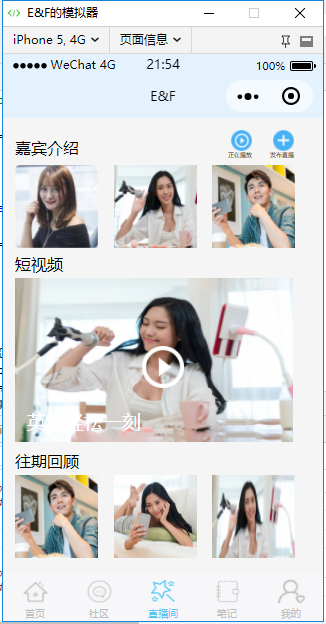 E&F的模拟器
iPhone 5, 4G 页面信息
WeChat 4G 21:54 100%
E&F
嘉宾介绍
正在播放 发布直播
短视频
英 轻松一刻
往期回顾
首页 社区 直播间 笔记 我的